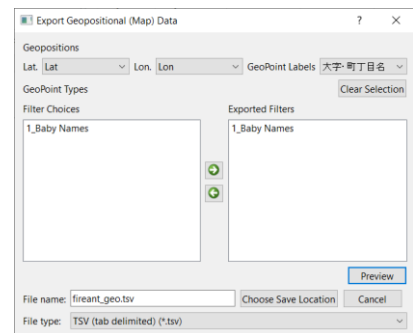 Export Geopositional (Map) Data ? ×
Geopositions
Lat. Lat Lon. Lon GeoPoint Labels 大字・町丁目名
GeoPoint Types Clear Selection
Filter Choices Exported Filters
1_Baby Names 1_Baby Names
Preview
File name: fireant_geo.tsv Choose Save Location Cancel
File type: TSV (tab delimited) (*.tsv)